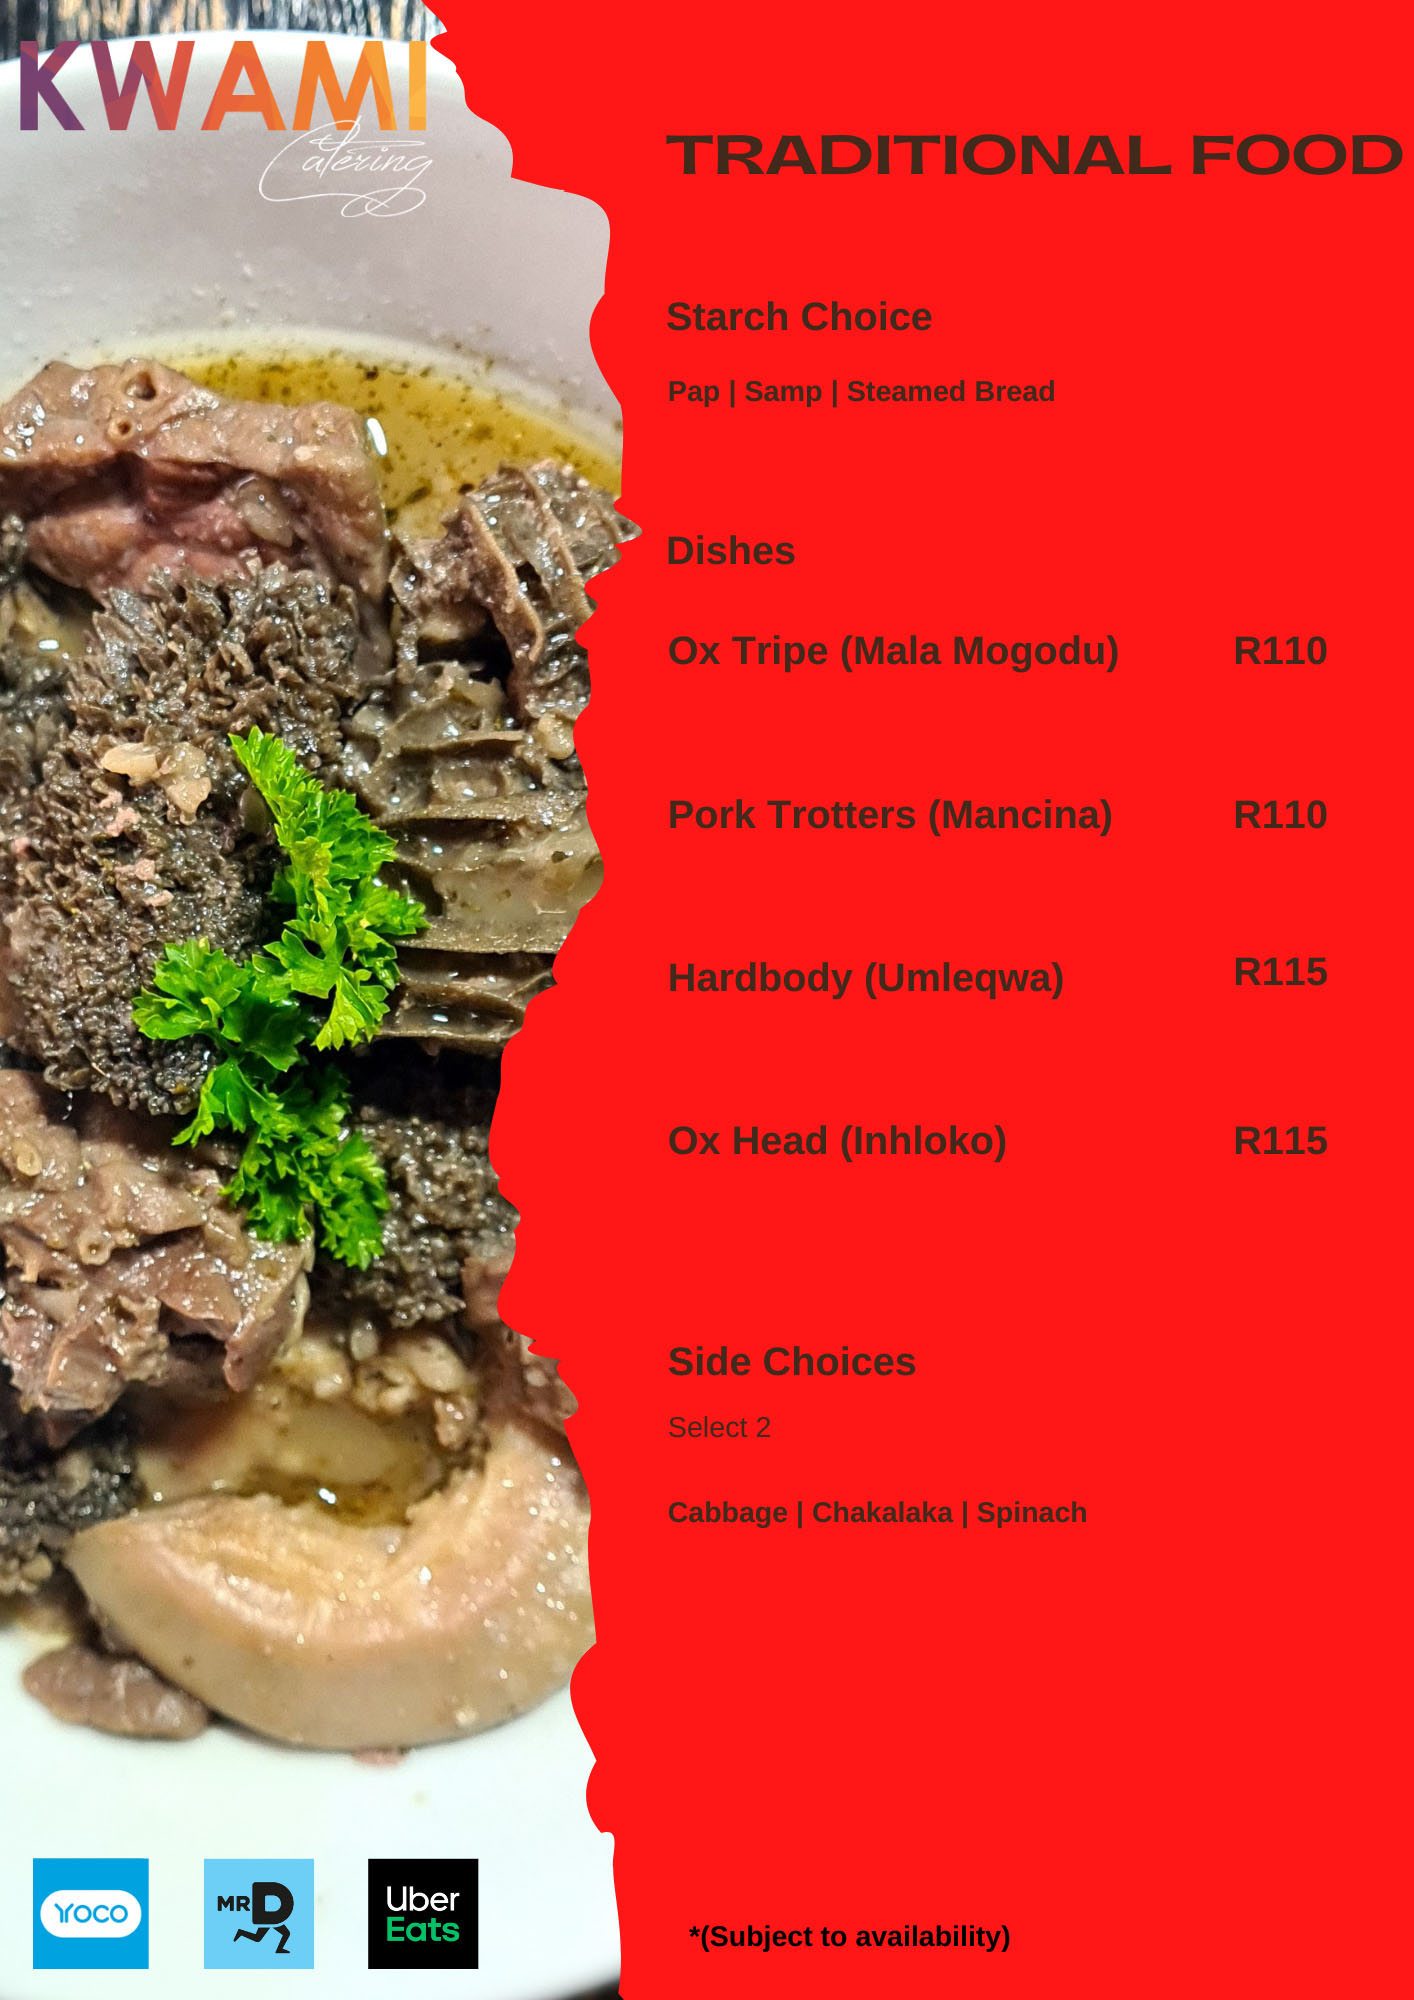 KWAMI
Catering
TRADITIONAL FOOD
Starch Choice
Pap | Samp | Steamed Bread
Dishes
Ox Tripe (Mala Mogodu) R110
Pork Trotters (Mancina) R110
Hardbody (Umleqwa) R115
Ox Head (Inhloko) R115
Side Choices
Select 2
Cabbage | Chakalaka | Spinach
YOCO
MR D
Uber
Eats
*(Subject to availability)